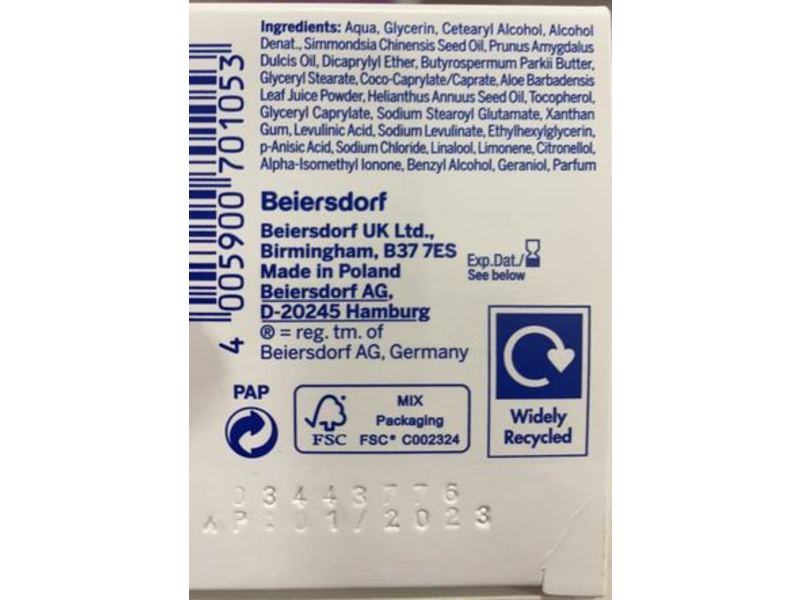 Ingredients: Aqua, Glycerin, Cetearyl Alcohol, Alcohol
Denat., Simmondsia Chinensis Seed Oil, Prunus Amygdalus
Dulcis Oil, Dicaprylyl Ether, Butyrospermum Parkii Butter,
Glyceryl Stearate, Coco-Caprylate/Caprate, Aloe Barbadensis
Leaf Juice Powder, Helianthus Annuus Seed Oil, Tocopherol,
Glyceryl Caprylate, Sodium Stearoyl Glutamate, Xanthan
Gum, Levulinic Acid, Sodium Levulinate, Ethylhexylglycerin,
p-Anisic Acid, Sodium Chloride, Linalool, Limonene, Citronellol,
Alpha-Isomethyl Ionone, Benzyl Alcohol, Geraniol, Parfum
4 005900 701053
Beiersdorf
Beiersdorf UK Ltd.,
Birmingham, B37 7ES
Made in Poland
Beiersdorf AG,
D-20245 Hamburg
® = reg. tm. of
Beiersdorf AG, Germany
Exp.Dat./
See below
PAP
FSC
MIX
Packaging
FSC® C002324
Widely
Recycled
03443776
XP: 01/2023